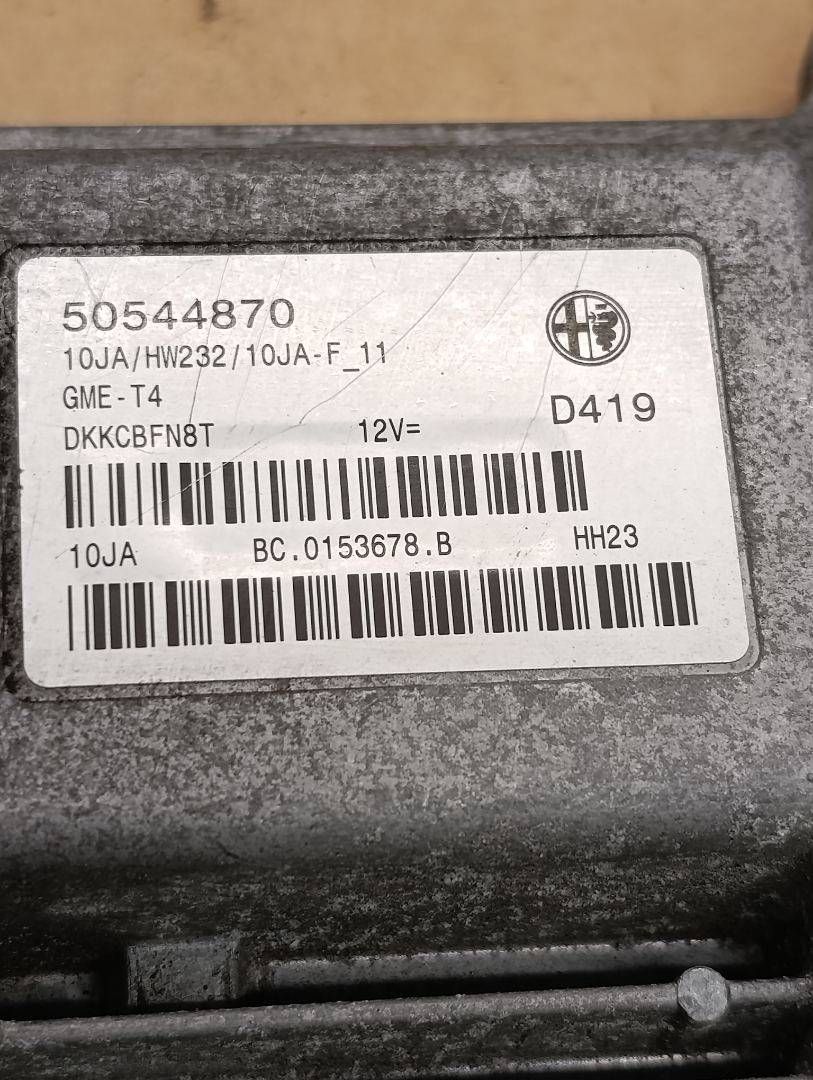 50544870
10JA/HW232/10JA-F_11
GME-T4
D419
DKKCBFN8T 12V=
10JA BC.0153678.B HH23